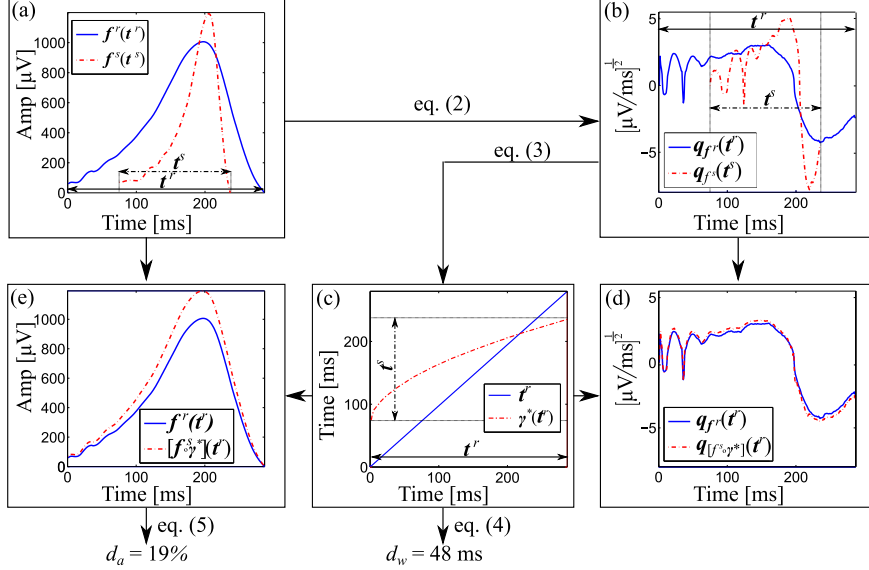 (a)
f^r(t^r)
f^s(t^s)
Amp [µV]
1000
800
600
400
200
0
t^s
t^r
0 100 200
Time [ms]
eq. (2)
eq. (3)
(b)
[µV/ms]^½
5
0
−5
t^r
t^s
q_{f^r}(t^r)
q_{f^s}(t^s)
0 100 200
Time [ms]
(e)
Amp [µV]
1000
800
600
400
200
0
f^r(t^r)
[f^s∘γ*](t^r)
0 100 200
Time [ms]
eq. (5)
d_a = 19%
(c)
Time [ms]
200
100
0
t^s
t^r
γ*(t^r)
t^r
0 100 200
Time [ms]
eq. (4)
d_w = 48 ms
(d)
[µV/ms]^½
5
0
−5
q_{f^r}(t^r)
q_{[f^s∘γ*]}(t^r)
0 100 200
Time [ms]